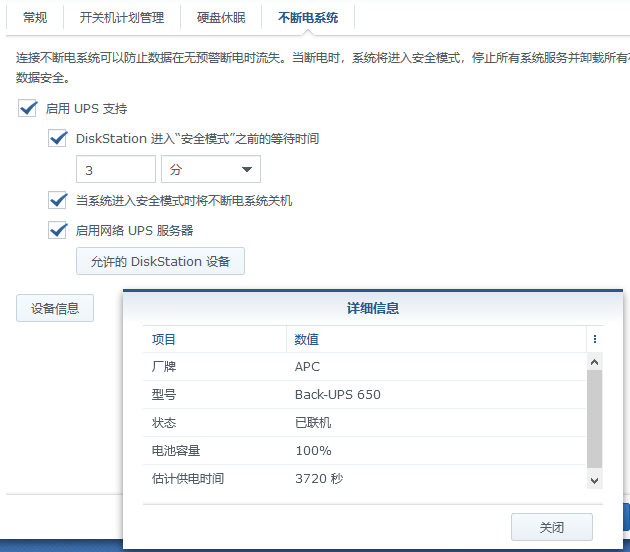 常规 开关机计划管理 硬盘休眠 不断电系统
连接不断电系统可以防止数据在无预警断电时流失。当断电时，系统将进入安全模式，停止所有系统服务并卸载所有
数据安全。
启用 UPS 支持
DiskStation 进入“安全模式”之前的等待时间
3 分
当系统进入安全模式时将不断电系统关机
启用网络 UPS 服务器
允许的 DiskStation 设备
设备信息
详细信息
项目 数值
厂牌 APC
型号 Back-UPS 650
状态 已联机
电池容量 100%
估计供电时间 3720 秒
关闭